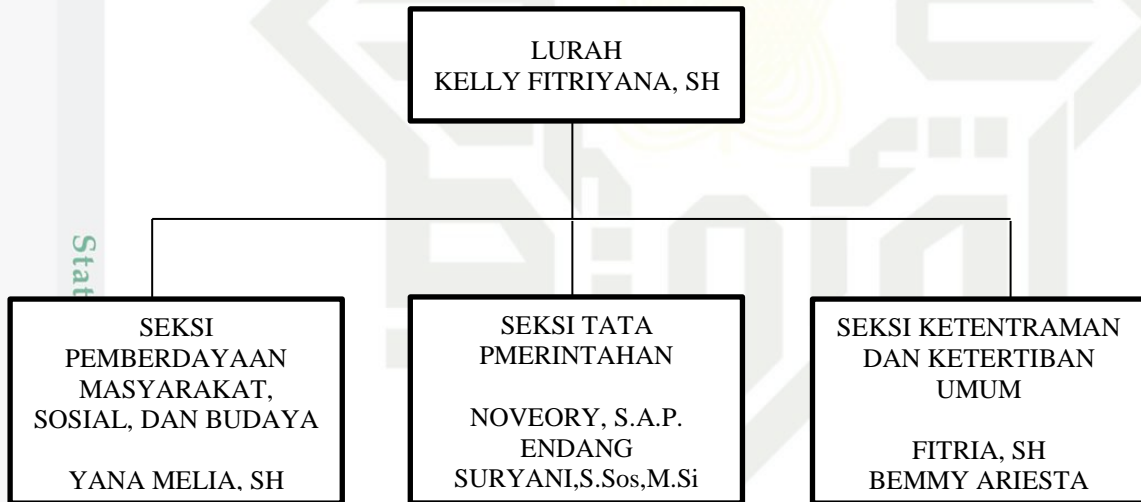 LURAH
KELLY FITRIYANA, SH
Stat
SEKSI
PEMBERDAYAAN
MASYARAKAT,
SOSIAL, DAN BUDAYA
YANA MELIA, SH
SEKSI TATA
PMERINTAHAN
NOVEORY, S.A.P.
ENDANG
SURYANI,S.Sos,M.Si
SEKSI KETENTRAMAN
DAN KETERTIBAN
UMUM
FITRIA, SH
BEMMY ARIESTA